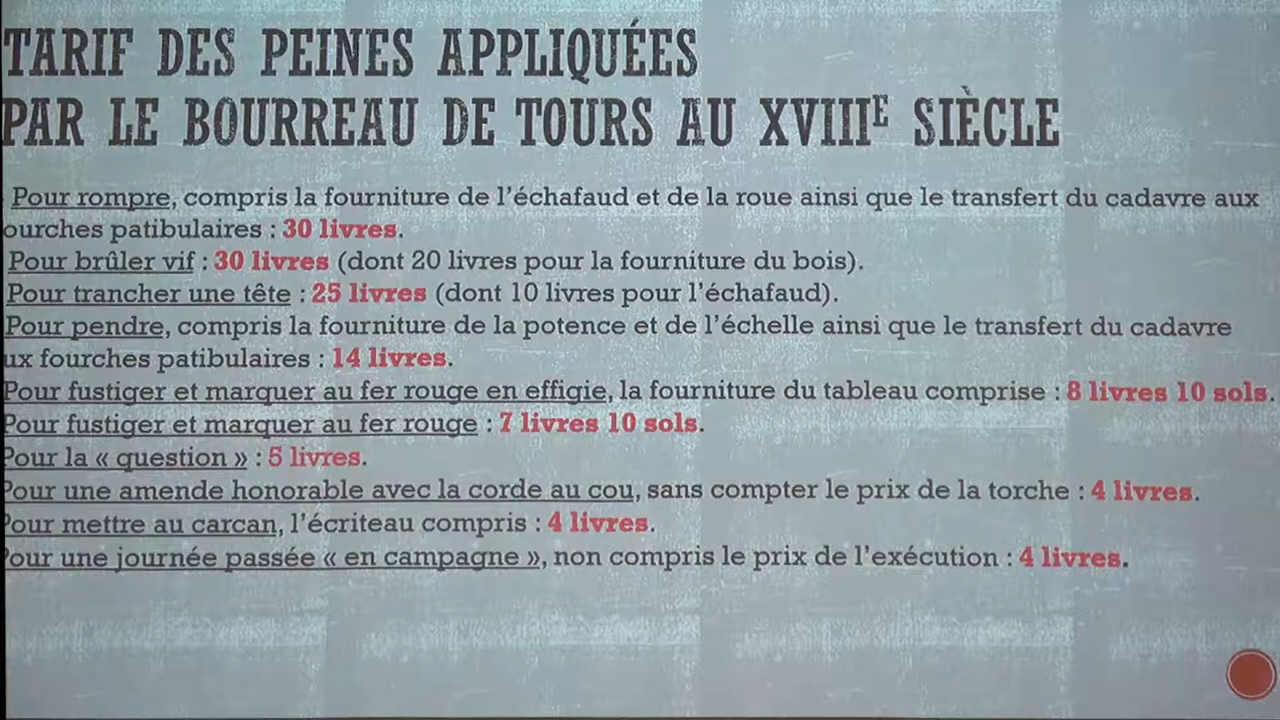 TARIF DES PEINES APPLIQUÉES
PAR LE BOURREAU DE TOURS AU XVIIIE SIÈCLE
Pour rompre, compris la fourniture de l'échafaud et de la roue ainsi que le transfert du cadavre aux
ourches patibulaires : 30 livres.
Pour brûler vif : 30 livres (dont 20 livres pour la fourniture du bois).
Pour trancher une tête : 25 livres (dont 10 livres pour l'échafaud).
Pour pendre, compris la fourniture de la potence et de l'échelle ainsi que le transfert du cadavre
ux fourches patibulaires : 14 livres.
Pour fustiger et marquer au fer rouge en effigie, la fourniture du tableau comprise : 8 livres 10 sols.
Pour fustiger et marquer au fer rouge : 7 livres 10 sols.
Pour la « question » : 5 livres.
Pour une amende honorable avec la corde au cou, sans compter le prix de la torche : 4 livres.
Pour mettre au carcan, l'écriteau compris : 4 livres.
Pour une journée passée « en campagne », non compris le prix de l'exécution : 4 livres.